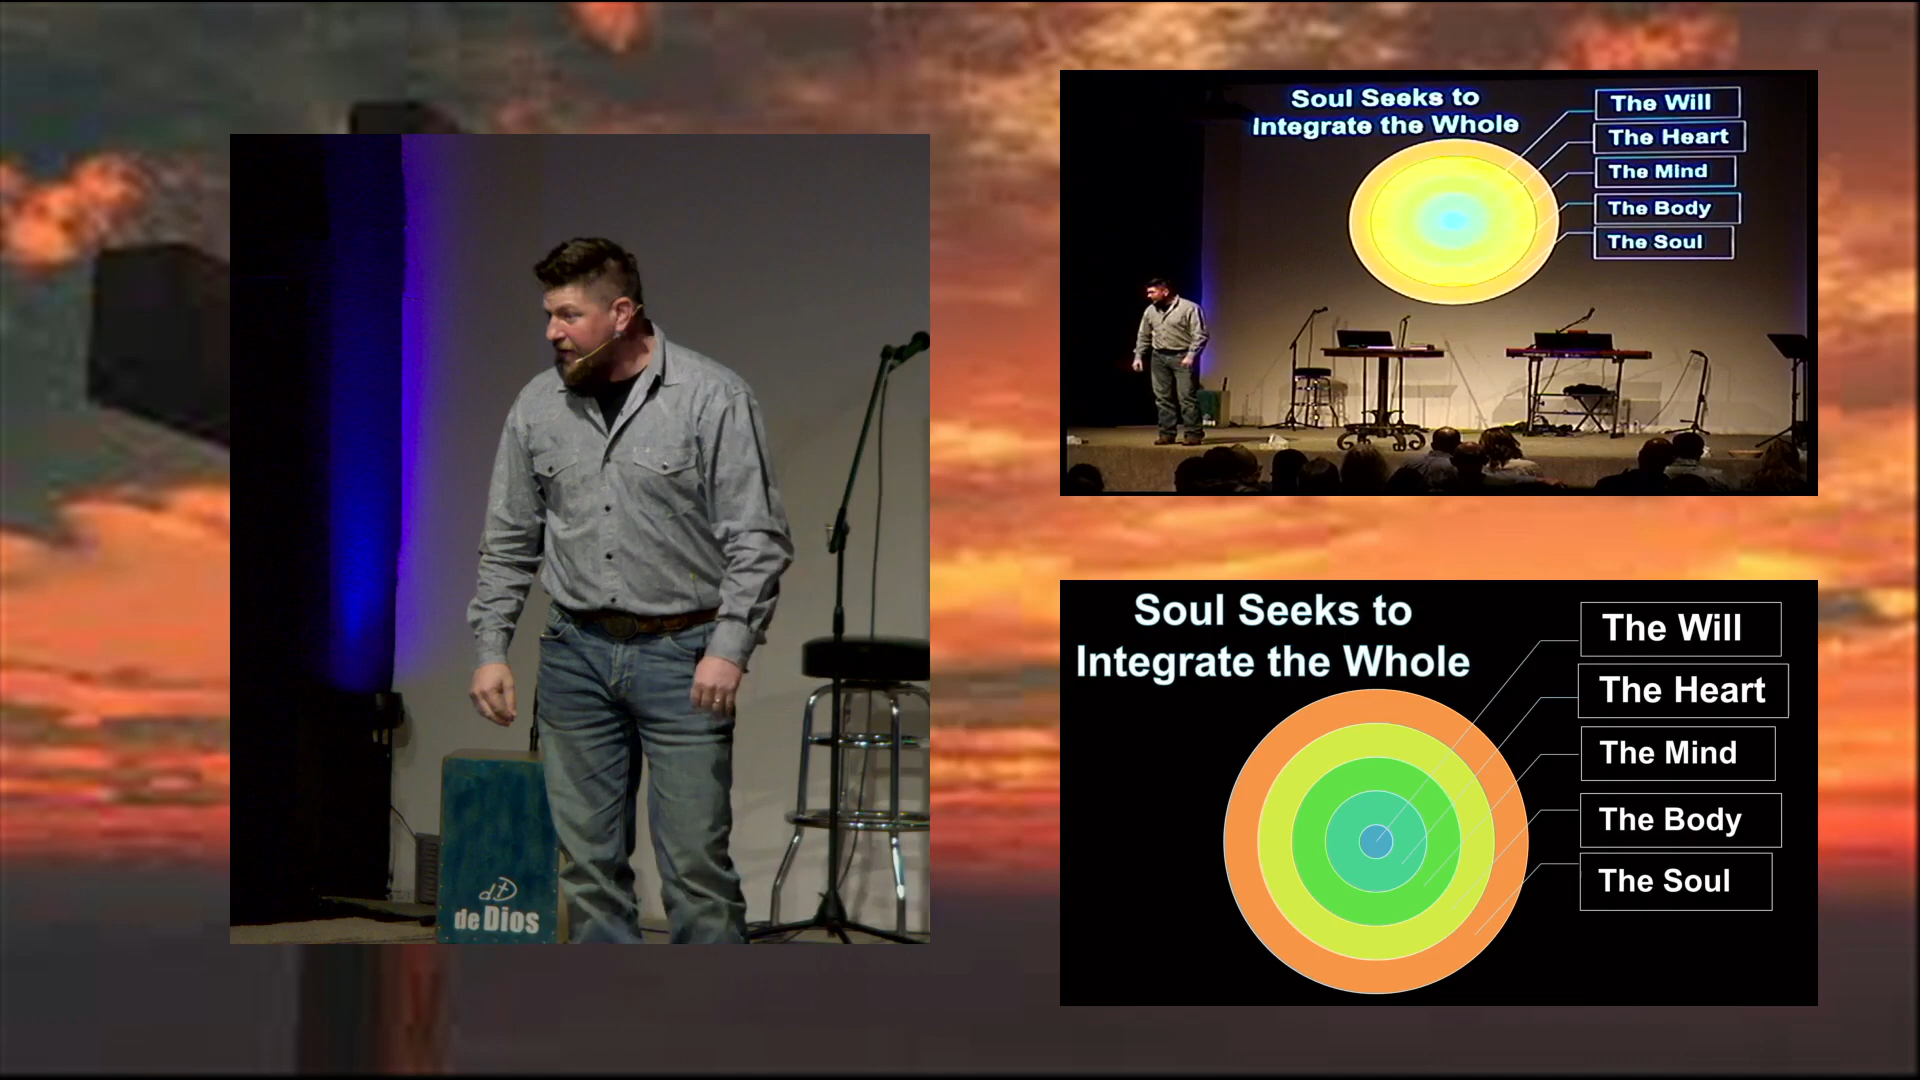 Soul Seeks to
Integrate the Whole
The Will
The Heart
The Mind
The Body
The Soul
de Dios
Soul Seeks to
Integrate the Whole
The Will
The Heart
The Mind
The Body
The Soul